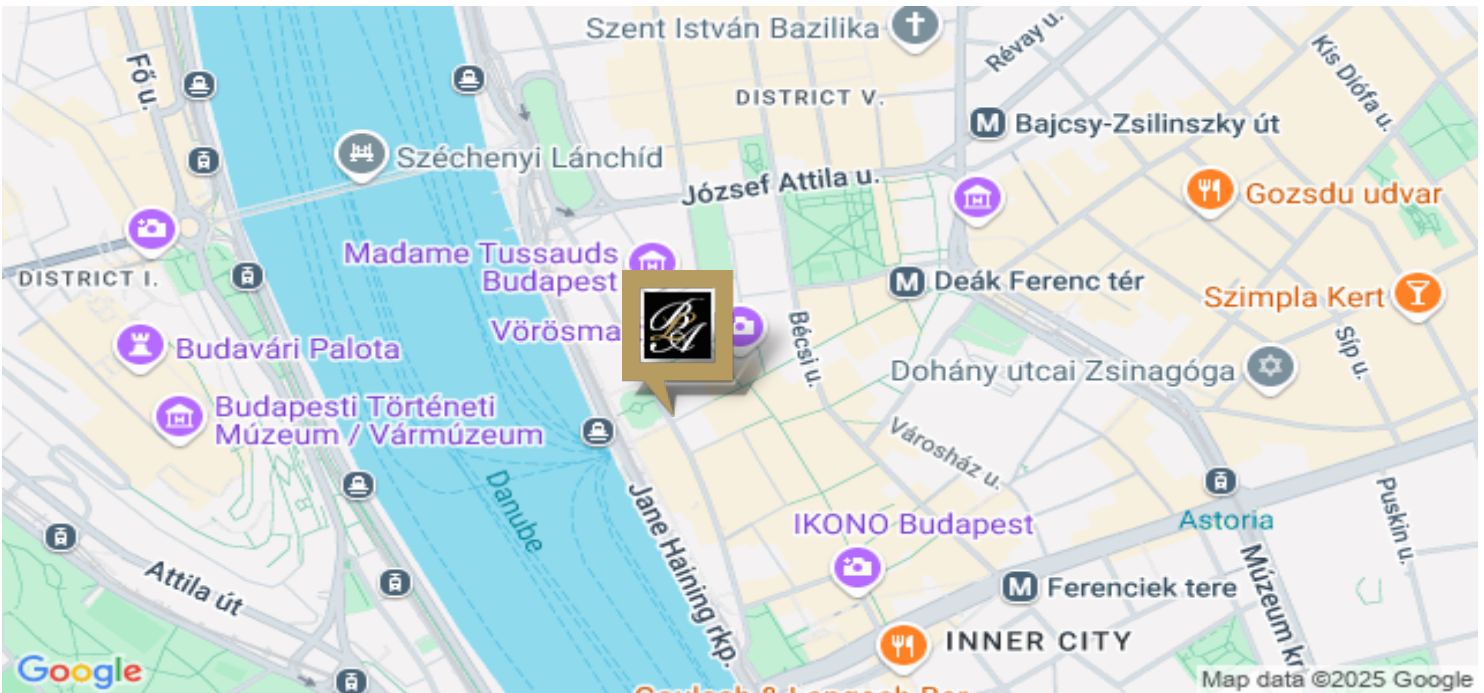 Szent István Bazilika
Révay u.
Kis Diófa u.
Fő u.
DISTRICT V.
M Bajcsy-Zsilinszky út
Széchenyi Lánchíd
József Attila u.
Gozsdu udvar
Madame Tussauds
Budapest
DISTRICT I.
M Deák Ferenc tér
Szimpla Kert
Vörösma
B A
Bécsi u.
Síp u.
Budavári Palota
Dohány utcai Zsinagóga
Budapesti Történeti
Múzeum / Vármúzeum
Városház u.
Danube
Jane Haining rkp.
IKONO Budapest
Astoria
Puskin u.
Attila út
M Ferenciek tere
Múzeum kr
INNER CITY
Google
Map data ©2025 Google